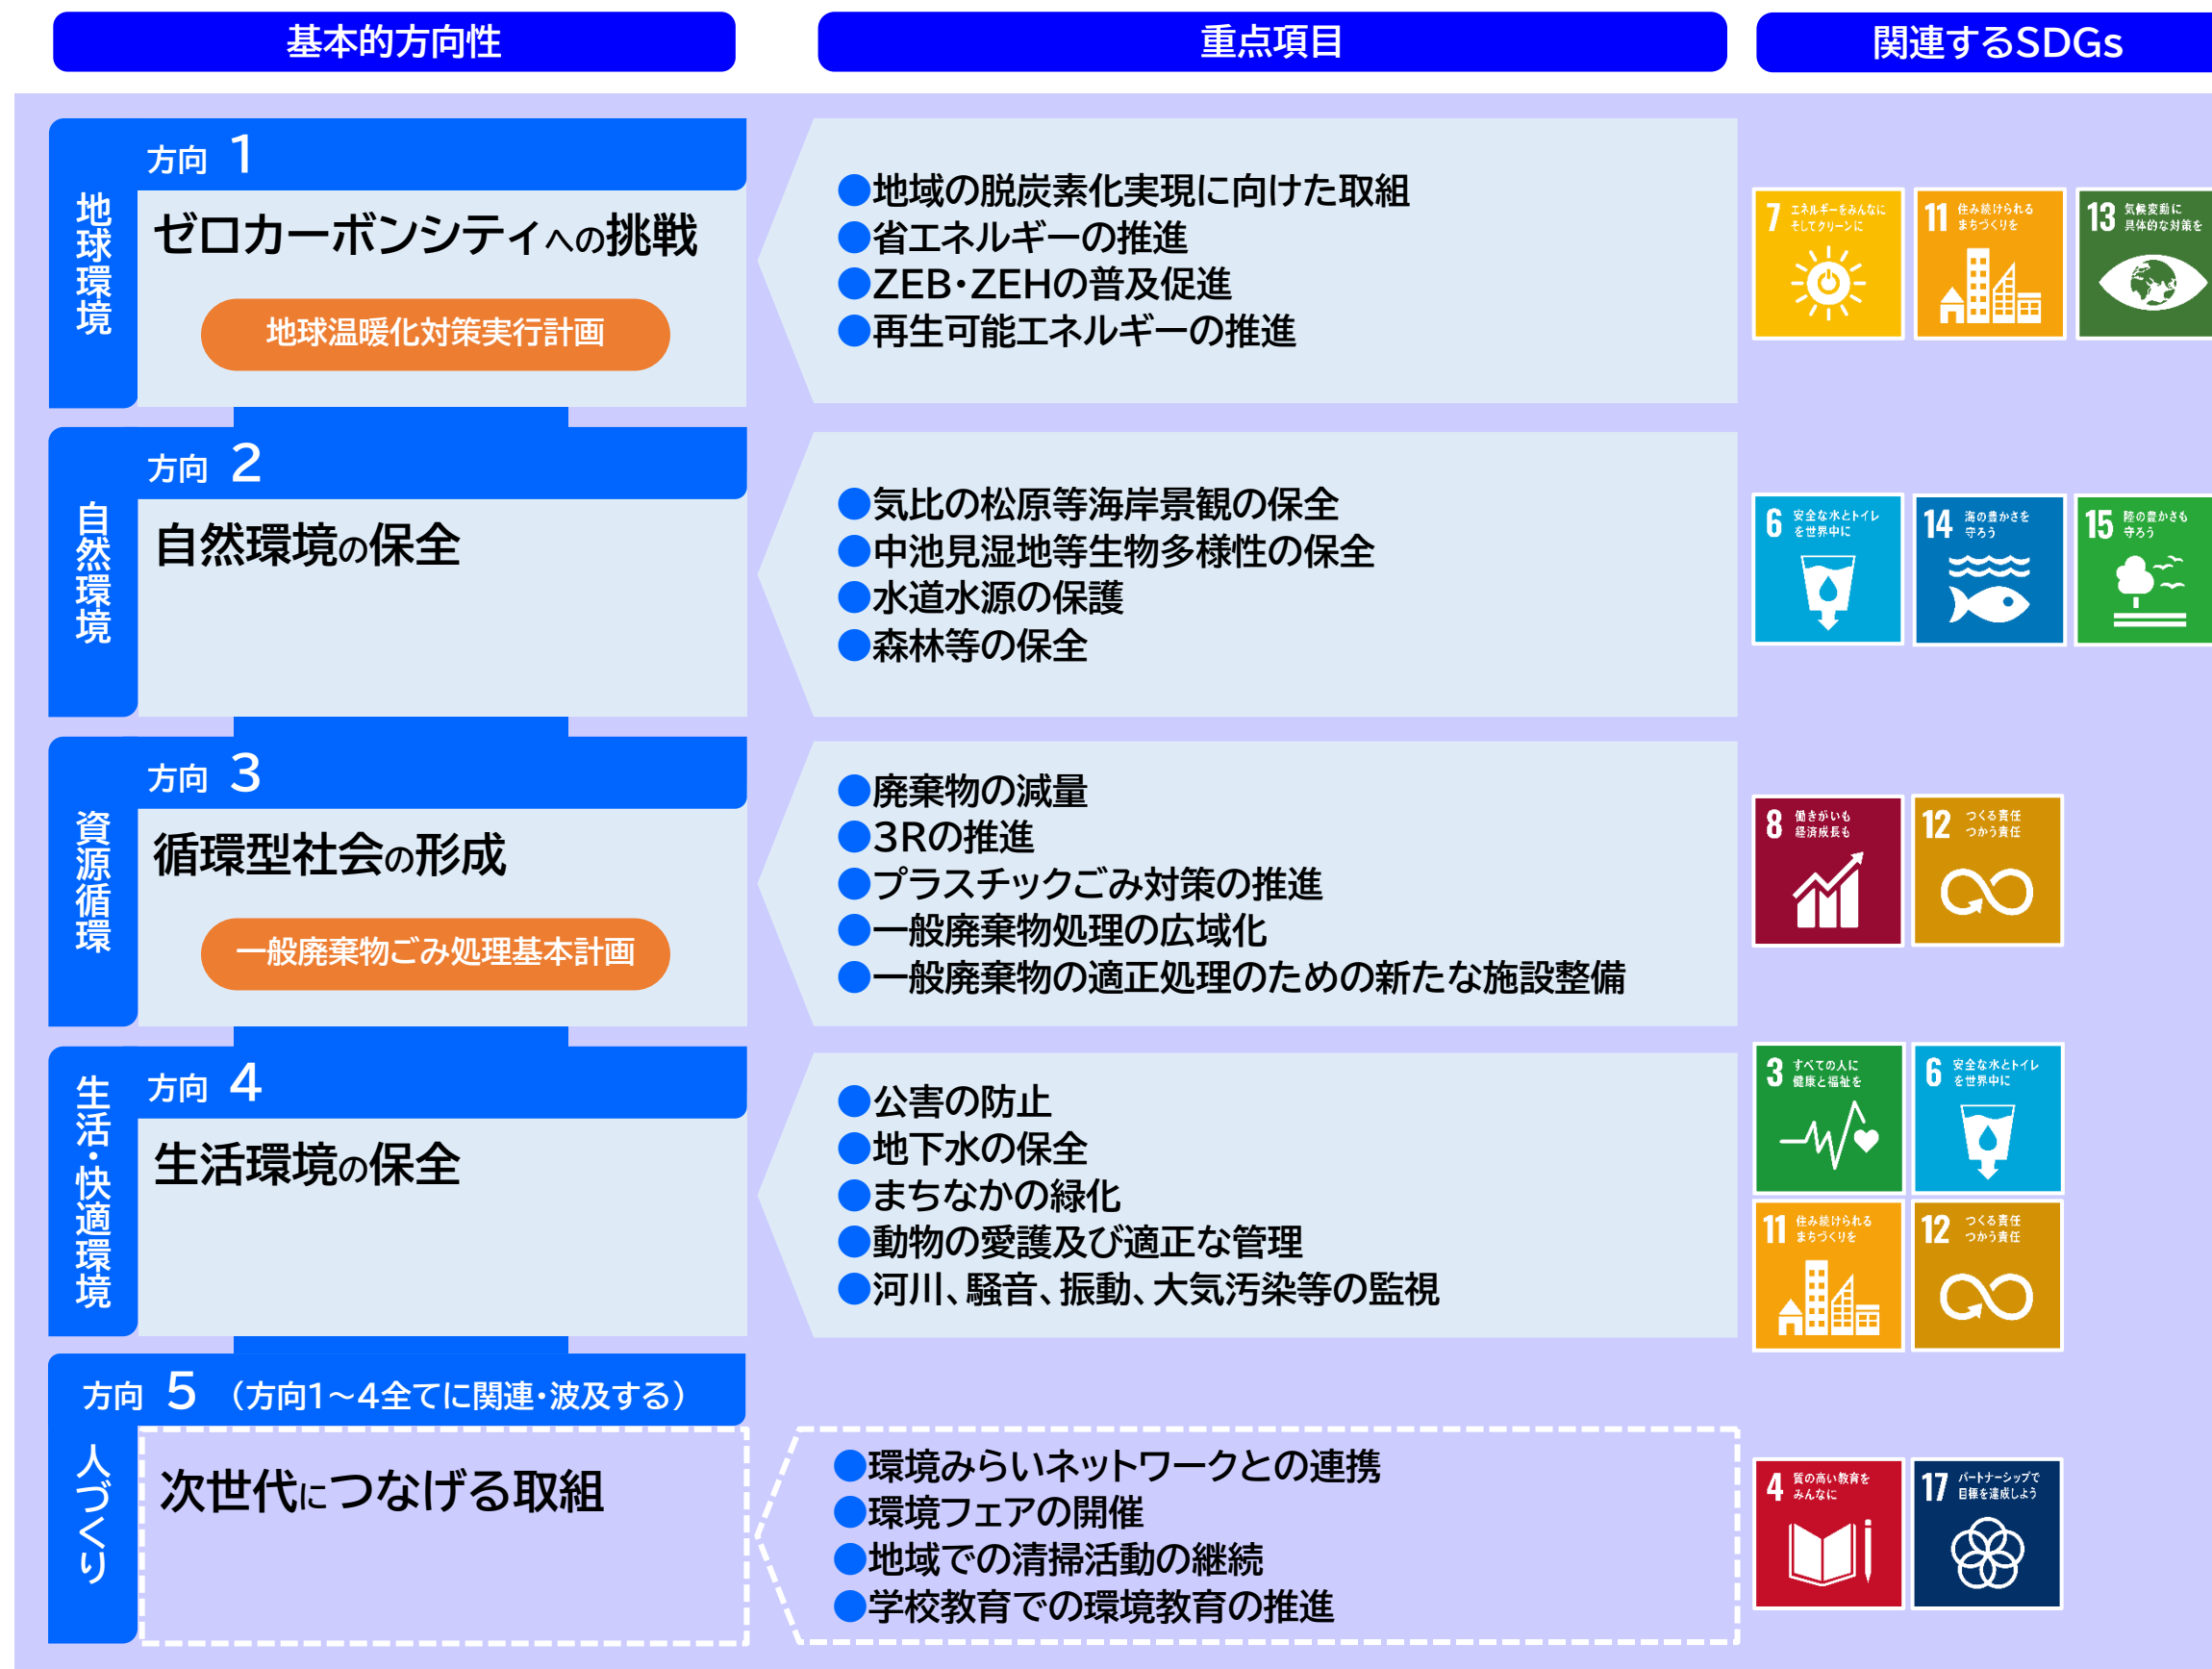 基本的方向性
重点項目
関連するSDGs
地球環境
方向 1
ゼロカーボンシティへの挑戦
地球温暖化対策実行計画
●地域の脱炭素化実現に向けた取組
●省エネルギーの推進
●ZEB・ZEHの普及促進
●再生可能エネルギーの推進
7 エネルギーをみんなに
そしてクリーンに
11 住み続けられる
まちづくりを
13 気候変動に
具体的な対策を
自然環境
方向 2
自然環境の保全
●気比の松原等海岸景観の保全
●中池見湿地等生物多様性の保全
●水道水源の保護
●森林等の保全
6 安全な水とトイレ
を世界中に
14 海の豊かさを
守ろう
15 陸の豊かさも
守ろう
資源循環
方向 3
循環型社会の形成
一般廃棄物ごみ処理基本計画
●廃棄物の減量
●3Rの推進
●プラスチックごみ対策の推進
●一般廃棄物処理の広域化
●一般廃棄物の適正処理のための新たな施設整備
8 働きがいも
経済成長も
12 つくる責任
つかう責任
生活・快適環境
方向 4
生活環境の保全
●公害の防止
●地下水の保全
●まちなかの緑化
●動物の愛護及び適正な管理
●河川、騒音、振動、大気汚染等の監視
3 すべての人に
健康と福祉を
6 安全な水とトイレ
を世界中に
11 住み続けられる
まちづくりを
12 つくる責任
つかう責任
方向 5 （方向1～4全てに関連・波及する）
人づくり
次世代につなげる取組
●環境みらいネットワークとの連携
●環境フェアの開催
●地域での清掃活動の継続
●学校教育での環境教育の推進
4 質の高い教育を
みんなに
17 パートナーシップで
目標を達成しよう